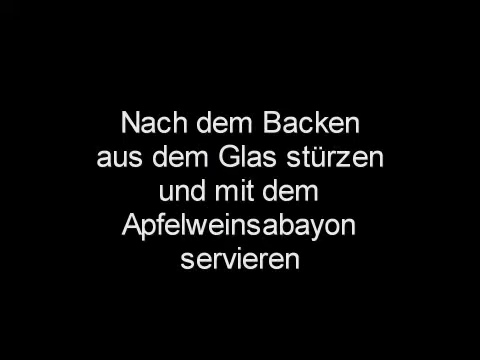 Nach dem Backen
aus dem Glas stürzen
und mit dem
Apfelweinsabayon
servieren